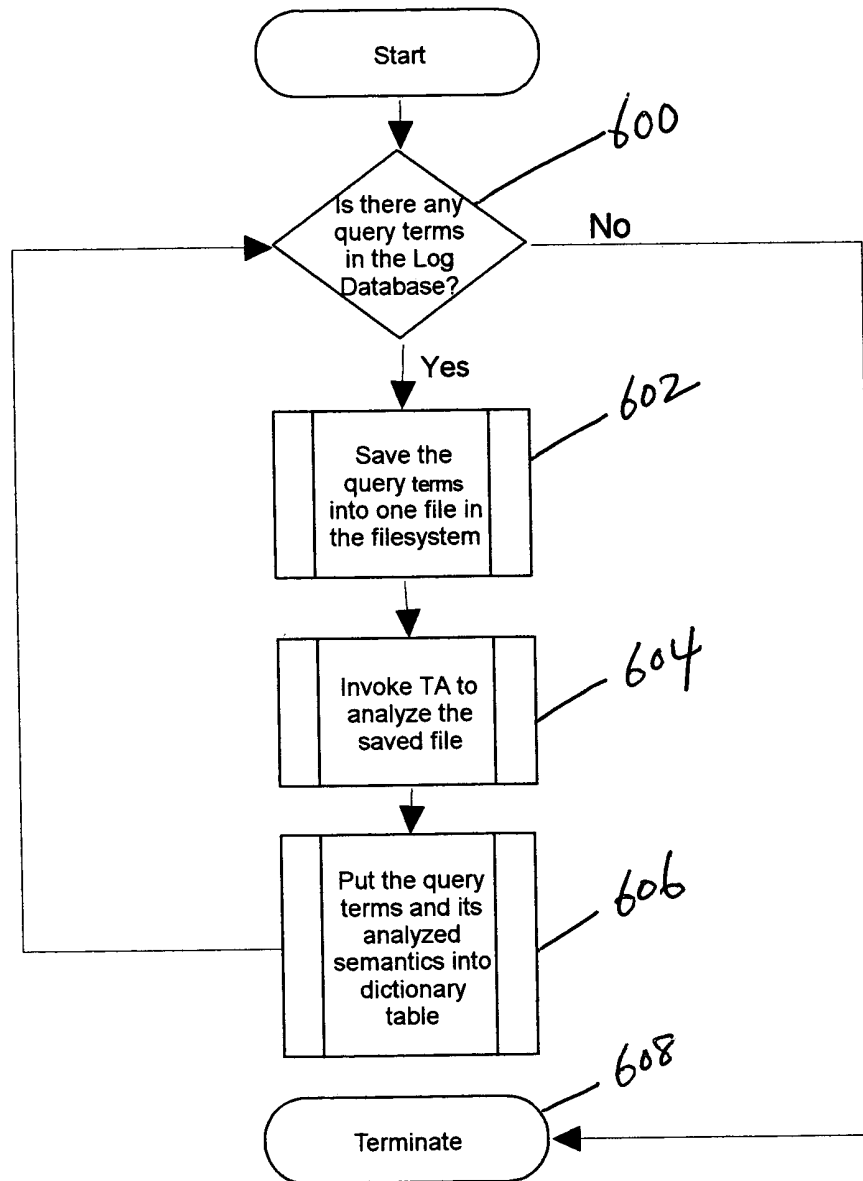 Start
600
Is there any
query terms
in the Log
Database?
No
Yes
602
Save the
query terms
into one file in
the filesystem
604
Invoke TA to
analyze the
saved file
606
Put the query
terms and its
analyzed
semantics into
dictionary
table
608
Terminate